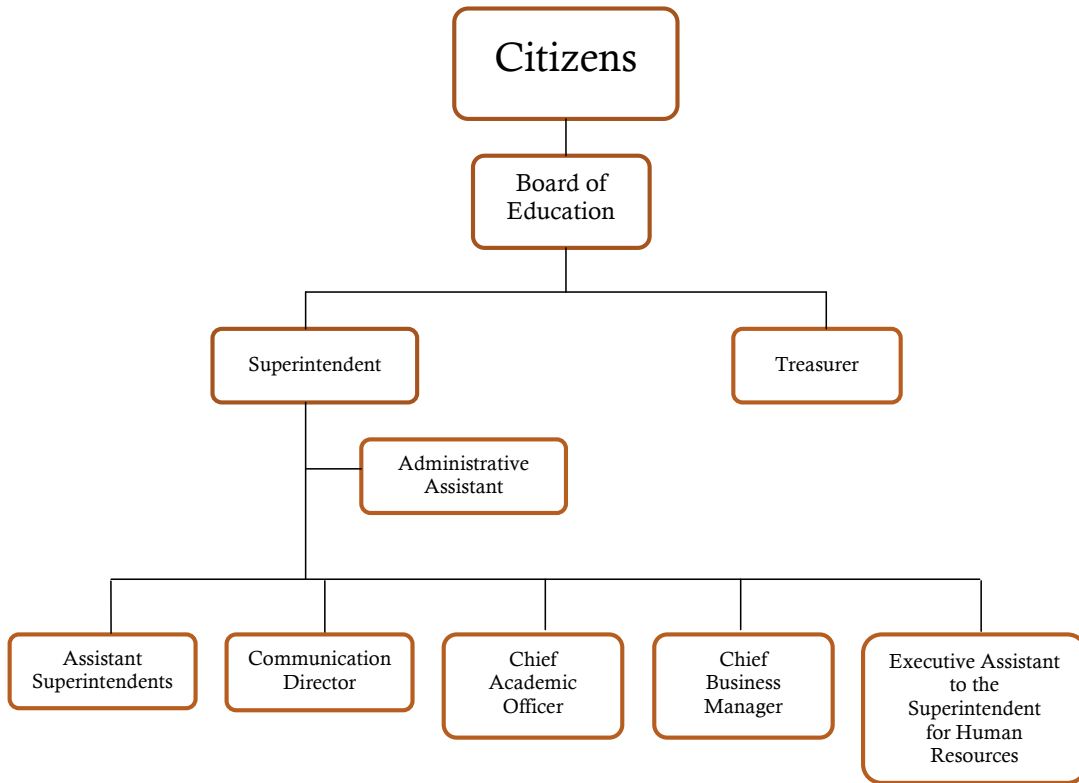 Citizens
Board of
Education
Superintendent
Treasurer
Administrative
Assistant
Assistant
Superintendents
Communication
Director
Chief
Academic
Officer
Chief
Business
Manager
Executive Assistant
to the
Superintendent
for Human
Resources